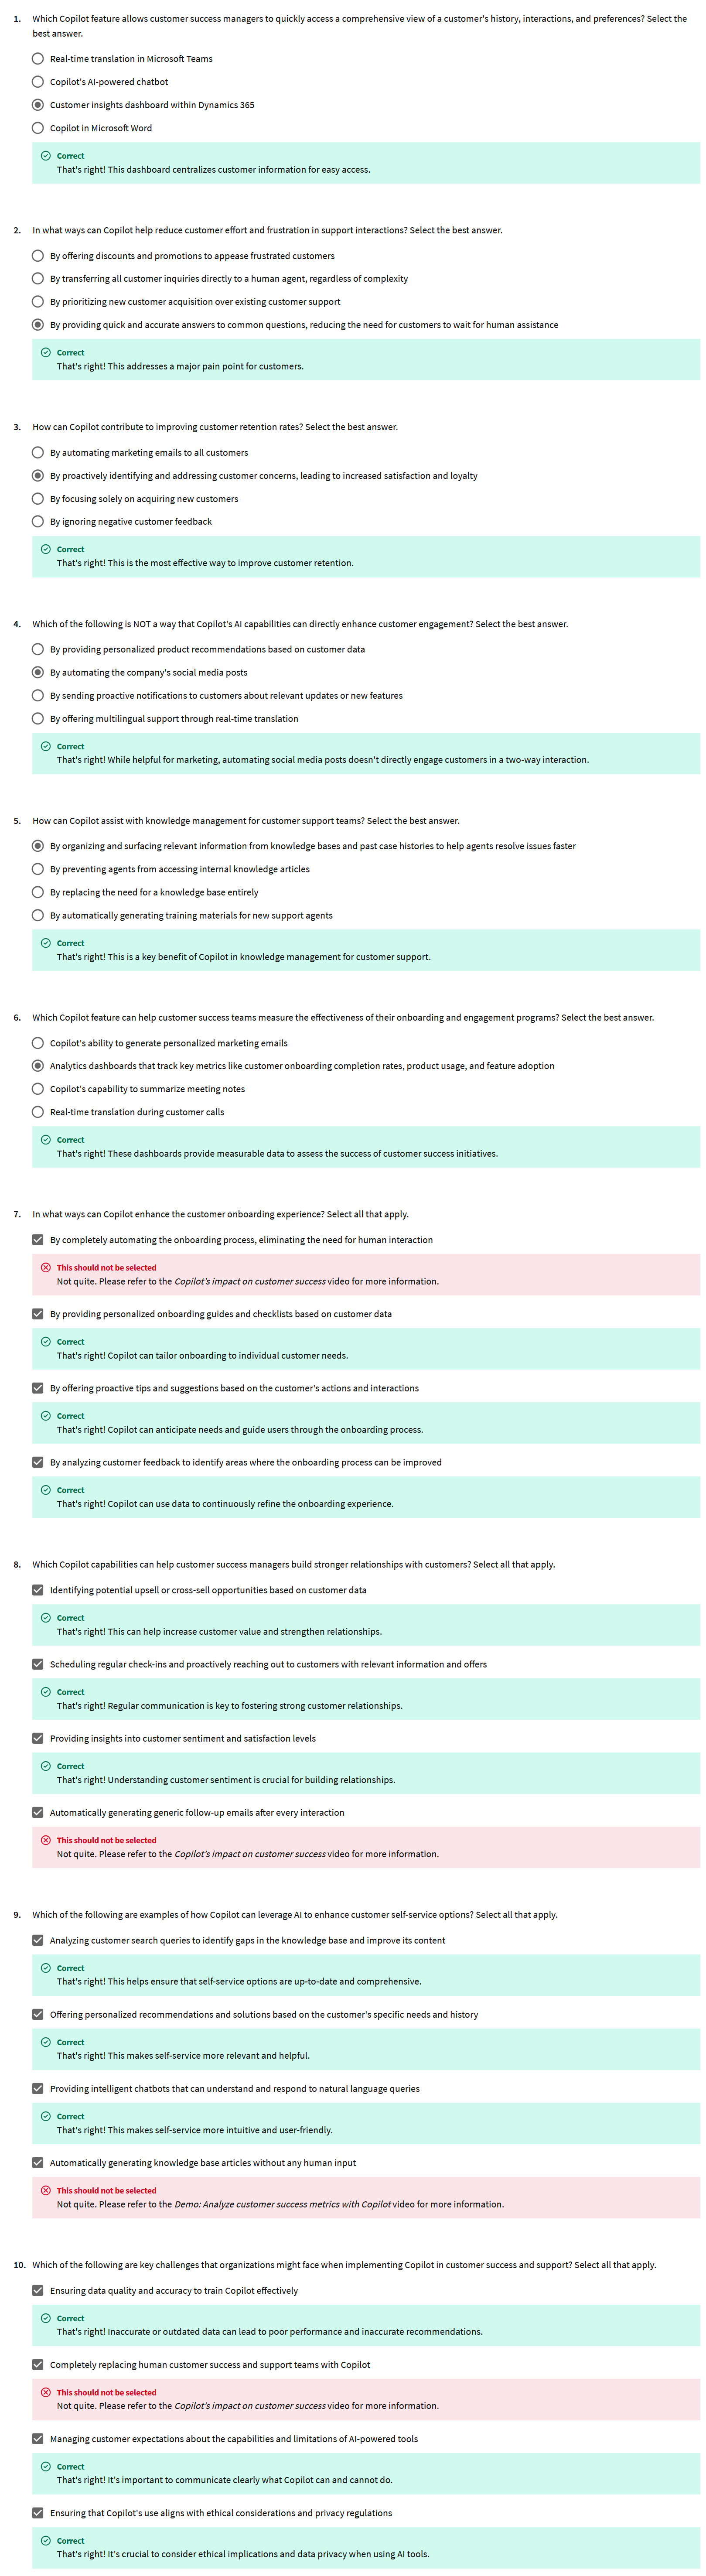 1. Which Copilot feature allows customer success managers to quickly access a comprehensive view of a customer's history, interactions, and preferences? Select the
best answer.
Real-time translation in Microsoft Teams
Copilot's AI-powered chatbot
Customer insights dashboard within Dynamics 365
Copilot in Microsoft Word
Correct
That's right! This dashboard centralizes customer information for easy access.
2. In what ways can Copilot help reduce customer effort and frustration in support interactions? Select the best answer.
By offering discounts and promotions to appease frustrated customers
By transferring all customer inquiries directly to a human agent, regardless of complexity
By prioritizing new customer acquisition over existing customer support
By providing quick and accurate answers to common questions, reducing the need for customers to wait for human assistance
Correct
That's right! This addresses a major pain point for customers.
3. How can Copilot contribute to improving customer retention rates? Select the best answer.
By automating marketing emails to all customers
By proactively identifying and addressing customer concerns, leading to increased satisfaction and loyalty
By focusing solely on acquiring new customers
By ignoring negative customer feedback
Correct
That's right! This is the most effective way to improve customer retention.
4. Which of the following is NOT a way that Copilot's AI capabilities can directly enhance customer engagement? Select the best answer.
By providing personalized product recommendations based on customer data
By automating the company's social media posts
By sending proactive notifications to customers about relevant updates or new features
By offering multilingual support through real-time translation
Correct
That's right! While helpful for marketing, automating social media posts doesn't directly engage customers in a two-way interaction.
5. How can Copilot assist with knowledge management for customer support teams? Select the best answer.
By organizing and surfacing relevant information from knowledge bases and past case histories to help agents resolve issues faster
By preventing agents from accessing internal knowledge articles
By replacing the need for a knowledge base entirely
By automatically generating training materials for new support agents
Correct
That's right! This is a key benefit of Copilot in knowledge management for customer support.
6. Which Copilot feature can help customer success teams measure the effectiveness of their onboarding and engagement programs? Select the best answer.
Copilot's ability to generate personalized marketing emails
Analytics dashboards that track key metrics like customer onboarding completion rates, product usage, and feature adoption
Copilot's capability to summarize meeting notes
Real-time translation during customer calls
Correct
That's right! These dashboards provide measurable data to assess the success of customer success initiatives.
7. In what ways can Copilot enhance the customer onboarding experience? Select all that apply.
By completely automating the onboarding process, eliminating the need for human interaction
This should not be selected
Not quite. Please refer to the Copilot's impact on customer success video for more information.
By providing personalized onboarding guides and checklists based on customer data
Correct
That's right! Copilot can tailor onboarding to individual customer needs.
By offering proactive tips and suggestions based on the customer's actions and interactions
Correct
That's right! Copilot can anticipate needs and guide users through the onboarding process.
By analyzing customer feedback to identify areas where the onboarding process can be improved
Correct
That's right! Copilot can use data to continuously refine the onboarding experience.
8. Which Copilot capabilities can help customer success managers build stronger relationships with customers? Select all that apply.
Identifying potential upsell or cross-sell opportunities based on customer data
Correct
That's right! This can help increase customer value and strengthen relationships.
Scheduling regular check-ins and proactively reaching out to customers with relevant information and offers
Correct
That's right! Regular communication is key to fostering strong customer relationships.
Providing insights into customer sentiment and satisfaction levels
Correct
That's right! Understanding customer sentiment is crucial for building relationships.
Automatically generating generic follow-up emails after every interaction
This should not be selected
Not quite. Please refer to the Copilot's impact on customer success video for more information.
9. Which of the following are examples of how Copilot can leverage AI to enhance customer self-service options? Select all that apply.
Analyzing customer search queries to identify gaps in the knowledge base and improve its content
Correct
That's right! This helps ensure that self-service options are up-to-date and comprehensive.
Offering personalized recommendations and solutions based on the customer's specific needs and history
Correct
That's right! This makes self-service more relevant and helpful.
Providing intelligent chatbots that can understand and respond to natural language queries
Correct
That's right! This makes self-service more intuitive and user-friendly.
Automatically generating knowledge base articles without any human input
This should not be selected
Not quite. Please refer to the Demo: Analyze customer success metrics with Copilot video for more information.
10. Which of the following are key challenges that organizations might face when implementing Copilot in customer success and support? Select all that apply.
Ensuring data quality and accuracy to train Copilot effectively
Correct
That's right! Inaccurate or outdated data can lead to poor performance and inaccurate recommendations.
Completely replacing human customer success and support teams with Copilot
This should not be selected
Not quite. Please refer to the Copilot's impact on customer success video for more information.
Managing customer expectations about the capabilities and limitations of AI-powered tools
Correct
That's right! It's important to communicate clearly what Copilot can and cannot do.
Ensuring that Copilot's use aligns with ethical considerations and privacy regulations
Correct
That's right! It's crucial to consider ethical implications and data privacy when using AI tools.